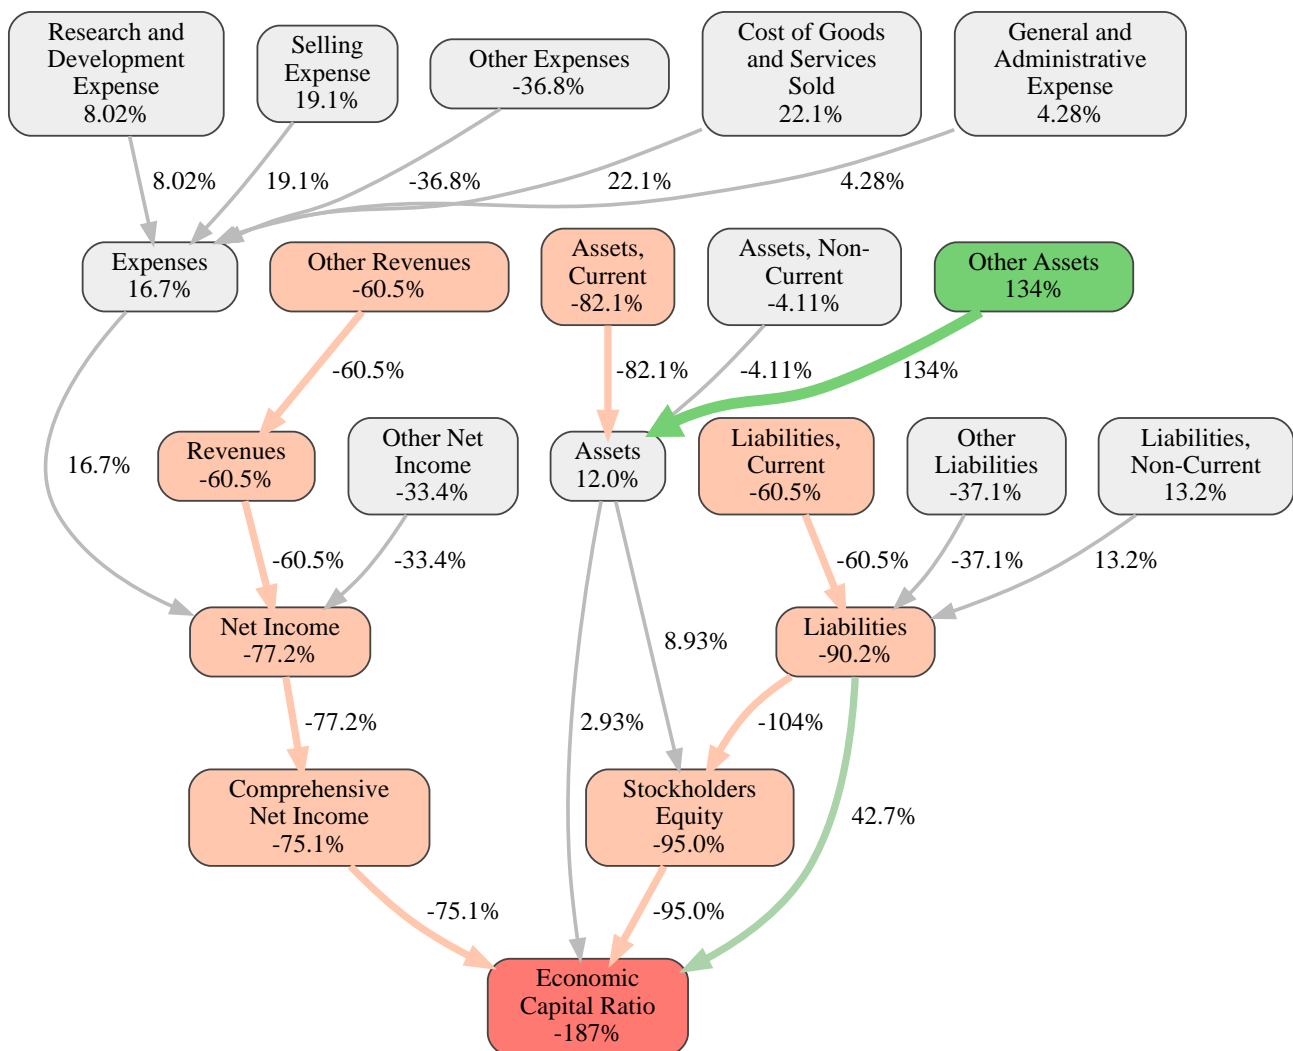 Research and
Development
Expense
8.02%
Selling
Expense
19.1%
Other Expenses
-36.8%
Cost of Goods
and Services
Sold
22.1%
General and
Administrative
Expense
4.28%
8.02%
19.1%
-36.8%
22.1%
4.28%
Expenses
16.7%
Other Revenues
-60.5%
Assets,
Current
-82.1%
Assets, Non-
Current
-4.11%
Other Assets
134%
-60.5%
-82.1%
-4.11%
134%
16.7%
Revenues
-60.5%
Other Net
Income
-33.4%
Assets
12.0%
Liabilities,
Current
-60.5%
Other
Liabilities
-37.1%
Liabilities,
Non-Current
13.2%
-60.5%
-33.4%
-60.5%
-37.1%
13.2%
Net Income
-77.2%
8.93%
Liabilities
-90.2%
-77.2%
2.93%
-104%
Comprehensive
Net Income
-75.1%
Stockholders
Equity
-95.0%
42.7%
-75.1%
-95.0%
Economic
Capital Ratio
-187%